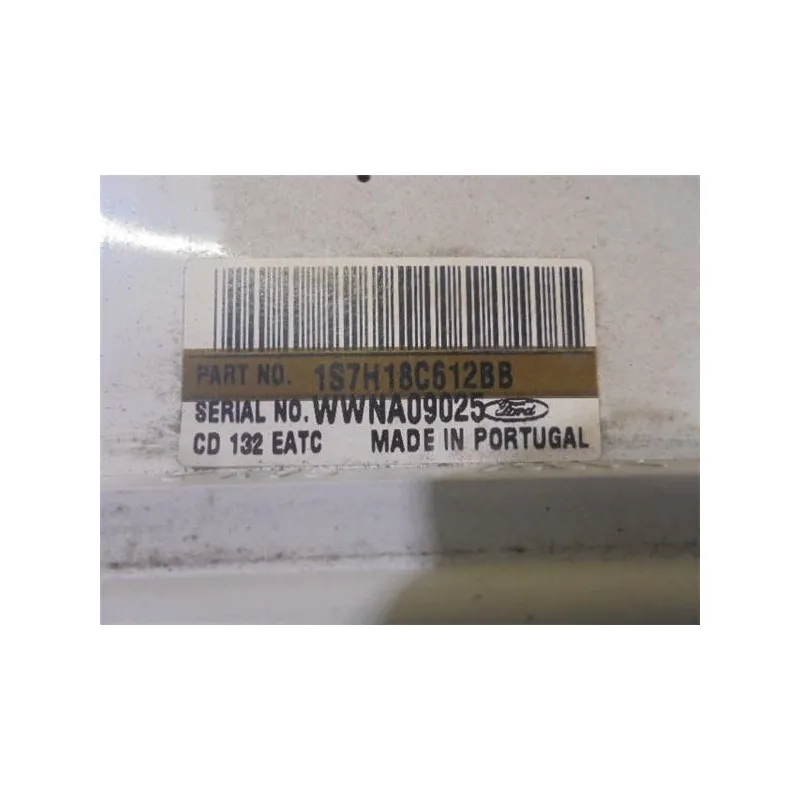 PART NO. 1S7H18C612BB
SERIAL NO. WWNA09025 Ford
CD 132 EATC MADE IN PORTUGAL